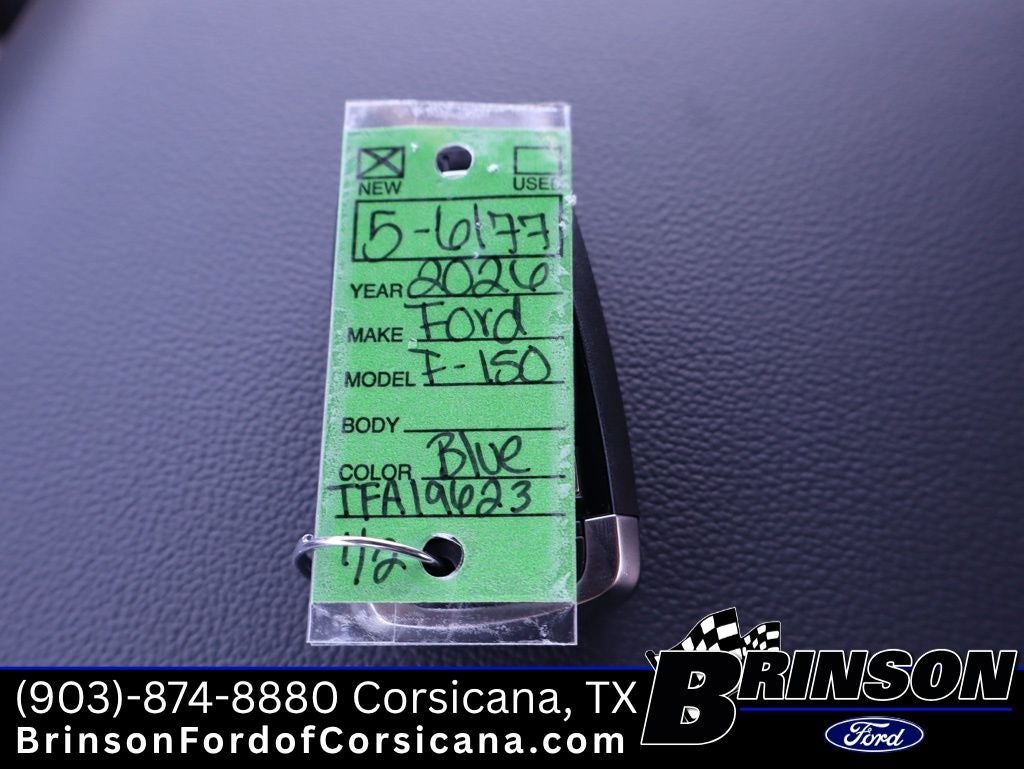 NEW USED
5-6177
YEAR 2026
MAKE Ford
MODEL F-150
BODY
COLOR Blue
TFA19623
1/2
(903)-874-8880 Corsicana, TX
BrinsonFordofCorsicana.com
BRINSON
Ford